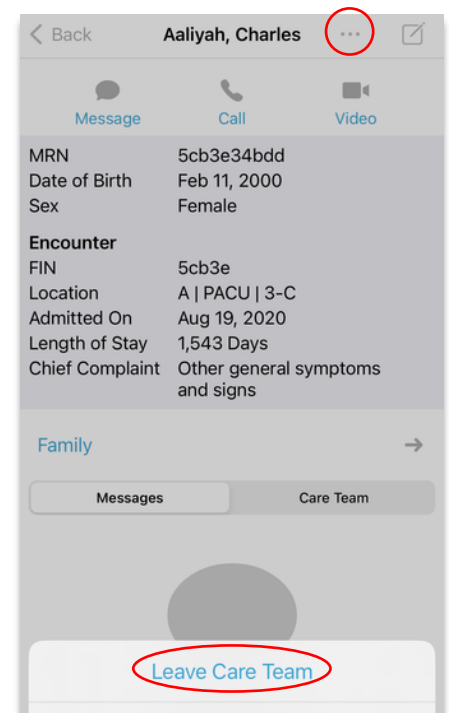 Back Aaliyah, Charles ...
Message Call Video
MRN 5cb3e34bdd
Date of Birth Feb 11, 2000
Sex Female
Encounter
FIN 5cb3e
Location A | PACU | 3-C
Admitted On Aug 19, 2020
Length of Stay 1,543 Days
Chief Complaint Other general symptoms
and signs
Family
Messages Care Team
Leave Care Team